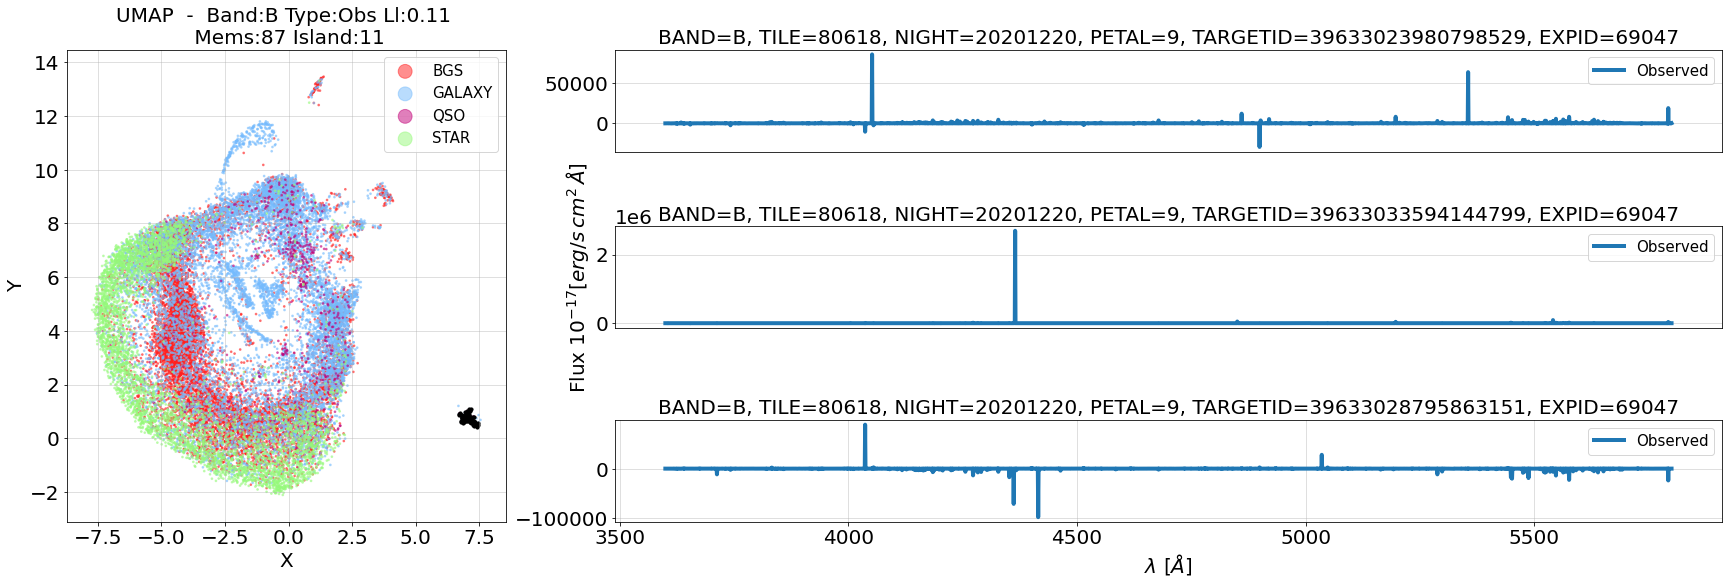 UMAP - Band:B Type:Obs Ll:0.11
Mems:87 Island:11
BGS
GALAXY
QSO
STAR
14
12
10
8
6
4
2
0
−2
Y
−7.5 −5.0 −2.5 0.0 2.5 5.0 7.5
X
BAND=B, TILE=80618, NIGHT=20201220, PETAL=9, TARGETID=39633023980798529, EXPID=69047
Observed
50000
0
1e6
BAND=B, TILE=80618, NIGHT=20201220, PETAL=9, TARGETID=39633033594144799, EXPID=69047
Observed
2
0
Flux 10⁻¹⁷[erg/s cm² Å]
BAND=B, TILE=80618, NIGHT=20201220, PETAL=9, TARGETID=39633028795863151, EXPID=69047
Observed
0
−100000
3500 4000 4500 5000 5500
λ [Å]